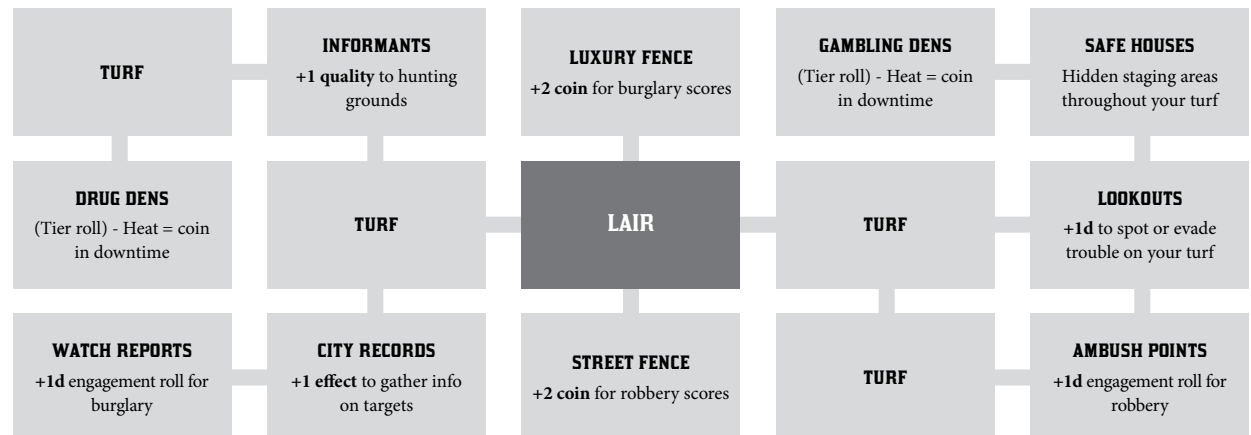 TURF
INFORMANTS
+1 quality to hunting
grounds
LUXURY FENCE
+2 coin for burglary scores
GAMBLING DENS
(Tier roll) - Heat = coin
in downtime
SAFE HOUSES
Hidden staging areas
throughout your turf
DRUG DENS
(Tier roll) - Heat = coin
in downtime
TURF
LAIR
TURF
LOOKOUTS
+1d to spot or evade
trouble on your turf
WATCH REPORTS
+1d engagement roll for
burglary
CITY RECORDS
+1 effect to gather info
on targets
STREET FENCE
+2 coin for robbery scores
TURF
AMBUSH POINTS
+1d engagement roll for
robbery